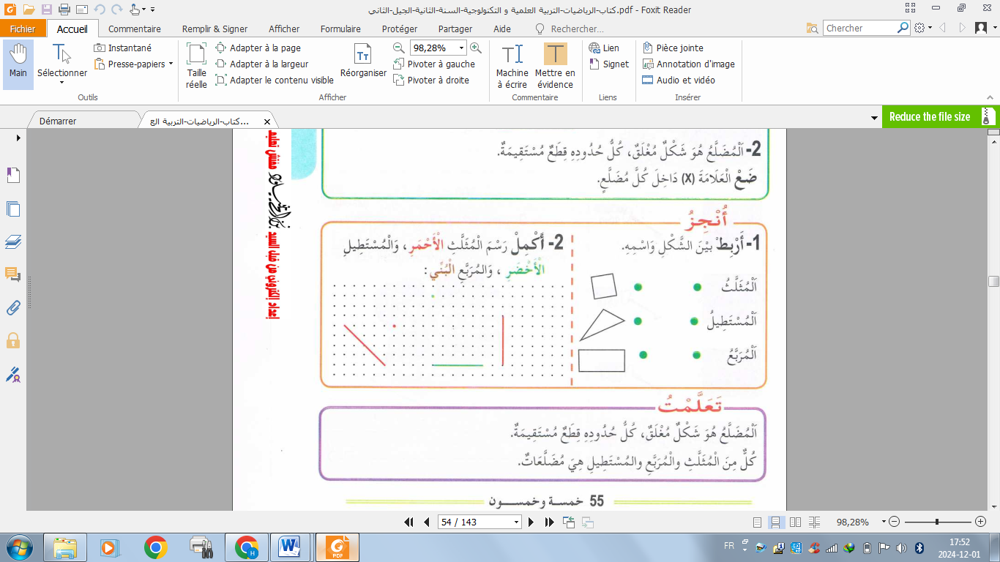 كتاب-الرياضيات-التربية العلمية و التكنولوجية-السنة-الثانية-الجيل-الثاني.pdf - Foxit Reader
Fichier Accueil Commentaire Remplir & Signer Afficher Formulaire Protéger Partager Aide Rechercher... Chercher
Main
Sélectionner
Instantané
Presse-papiers
Outils
Taille réelle
Adapter à la page
Adapter à la largeur
Adapter le contenu visible
Réorganiser
98,28%
Pivoter à gauche
Pivoter à droite
Afficher
Machine à écrire
Mettre en évidence
Commentaire
Lien
Signet
Liens
Pièce jointe
Annotation d'image
Audio et vidéo
Insérer
Démarrer
كتاب-الرياضيات-التربية الع...
Reduce the file size
2- اَلْمُضَلَّعُ هُوَ شَكْلٌ مُغْلَقٌ، كُلُّ حُدُودِهِ قِطَعٌ مُسْتَقِيمَةٌ.
ضَعْ الْعَلَامَةَ (X) دَاخِلَ كُلَّ مُضَلَّعٍ.
أُنْجِزُ
1- أَرْبِطْ بَيْنَ الشَّكْلِ وَاسْمِهِ.
اَلْمُثَلَّثُ
اَلْمُسْتَطِيلُ
اَلْمُرَبَّعُ
2- أَكْمِلْ رَسْمَ الْمُثَلَّثِ الْأَحْمَرِ، وَالْمُسْتَطِيلِ
الْأَخْضَرِ ، وَالمُرَبَّعِ الْبُنِّي :
تَعَلَّمْتُ
اَلْمُضَلَّعُ هُوَ شَكْلٌ مُغْلَقٌ، كُلُّ حُدُودِهِ قِطَعٌ مُسْتَقِيمَةٌ.
كُلٌّ مِنَ الْمُثَلَّثِ والْمُرَبَّعِ والمُسْتَطِيلِ هِيَ مُضَلَّعَاتٌ.
55 خمسة وخمسون
54 / 143
98,28%
FR
17:52
2024-12-01